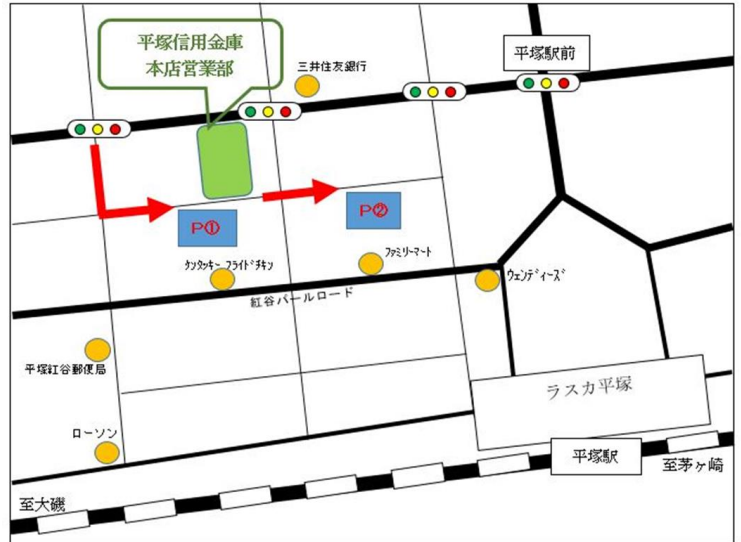 平塚信用金庫
本店営業部
三井住友銀行
平塚駅前
P①
P②
ケンタッキーフライドチキン
ファミリーマート
ウェンディーズ
紅谷パールロード
平塚紅谷郵便局
ラスカ平塚
ローソン
平塚駅
至茅ヶ崎
至大磯